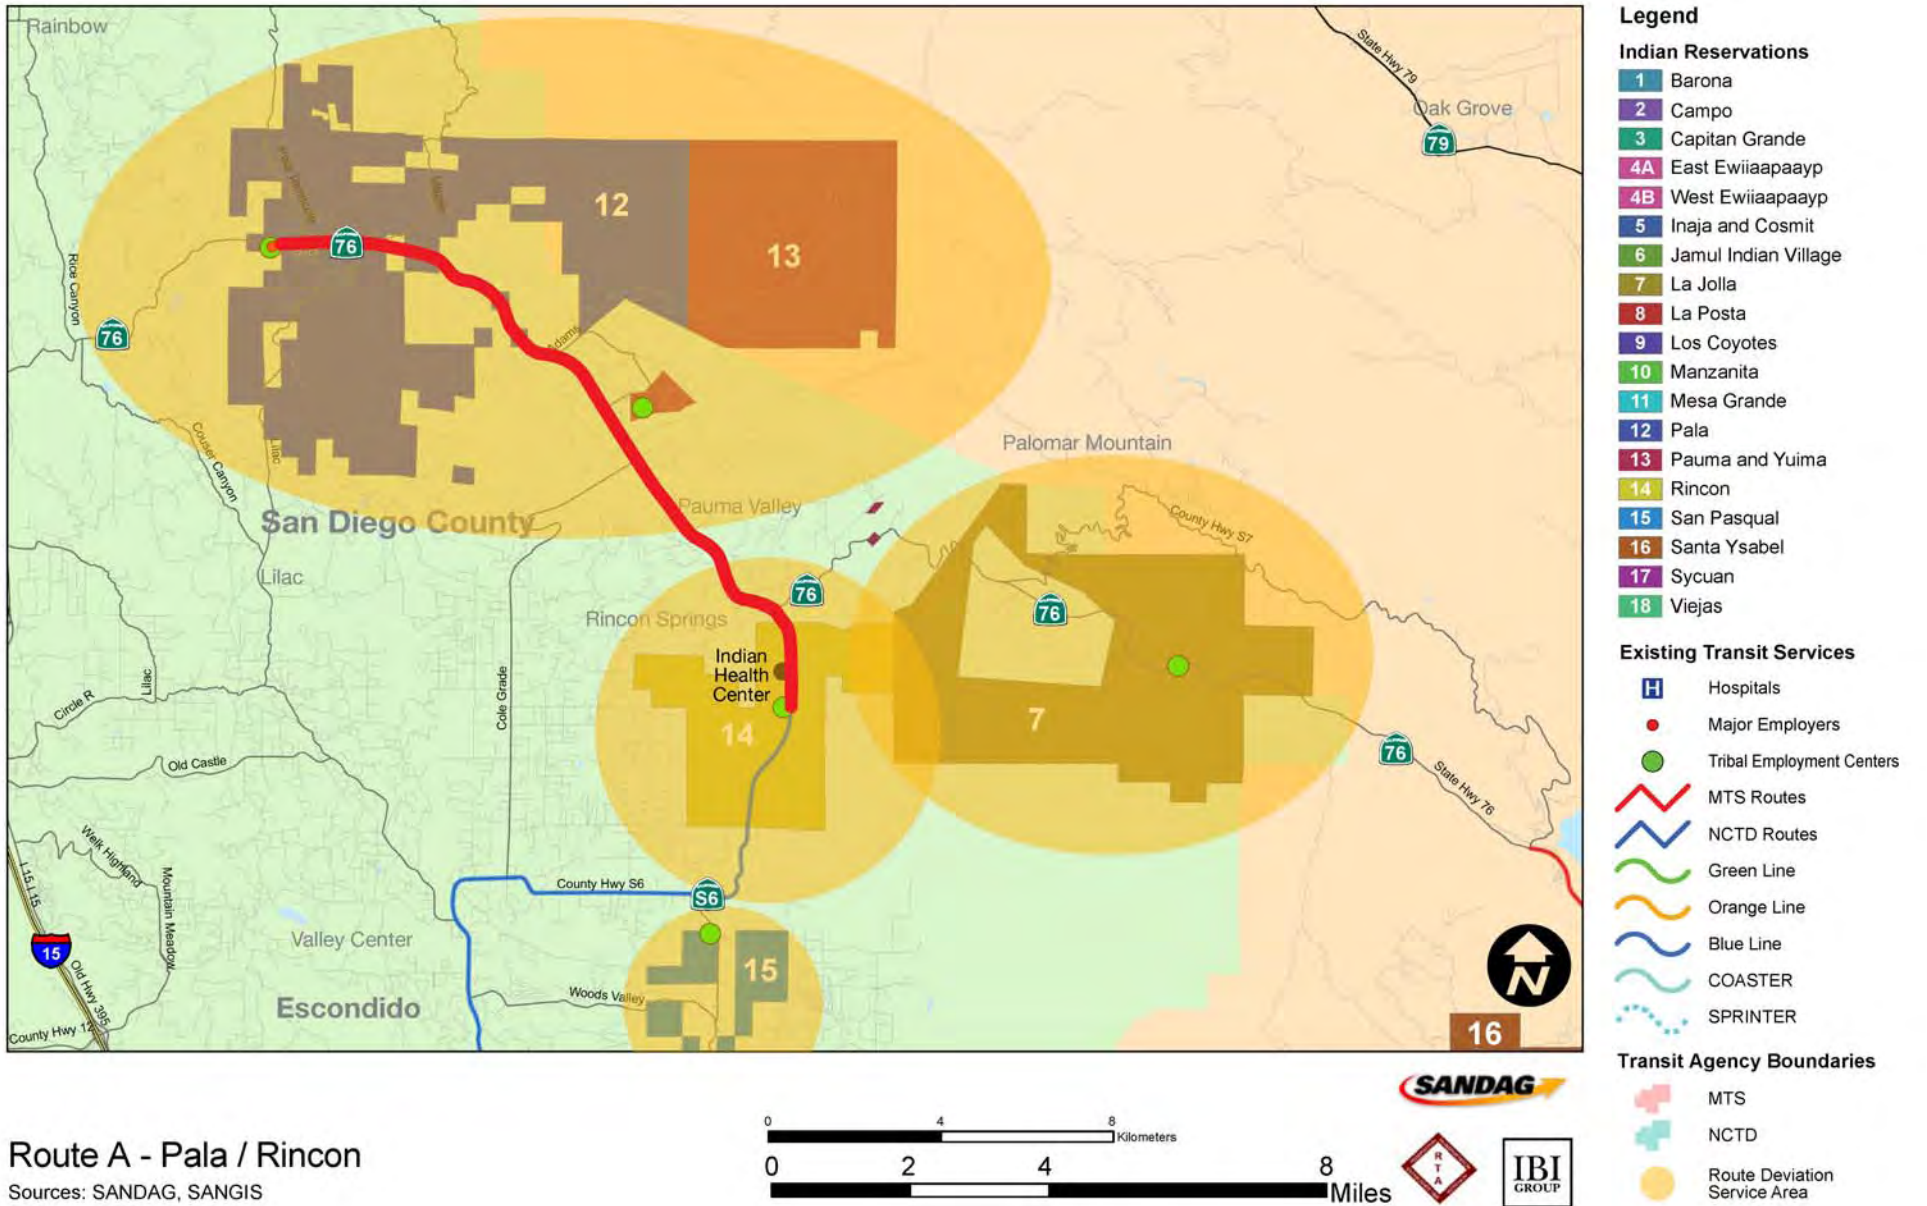 Rainbow
State Hwy 79
Oak Grove
79
Pala Temecula
12
13
76
Rice Canyon
76
Adams
Couser Canyon
Lilac
Palomar Mountain
Pauma Valley
County Hwy S7
San Diego County
Lilac
76
76
Rincon Springs
Indian
Health
Center
Lilac
Circle R
Cole Grade
14
7
Old Castle
76
State Hwy 76
Welk Highland
County Hwy S6
S6
I-15 I-15
Mountain Meadow
15
Valley Center
15
Old Hwy 395
Woods Valley
Escondido
County Hwy 12
N
16
Legend
Indian Reservations
1 Barona
2 Campo
3 Capitan Grande
4A East Ewiiaapaayp
4B West Ewiiaapaayp
5 Inaja and Cosmit
6 Jamul Indian Village
7 La Jolla
8 La Posta
9 Los Coyotes
10 Manzanita
11 Mesa Grande
12 Pala
13 Pauma and Yuima
14 Rincon
15 San Pasqual
16 Santa Ysabel
17 Sycuan
18 Viejas
Existing Transit Services
H Hospitals
Major Employers
Tribal Employment Centers
MTS Routes
NCTD Routes
Green Line
Orange Line
Blue Line
COASTER
SPRINTER
Transit Agency Boundaries
MTS
NCTD
Route Deviation
Service Area
Route A - Pala / Rincon
Sources: SANDAG, SANGIS
0 4 8
Kilometers
0 2 4 8
Miles
SANDAG
R
T
A
IBI
GROUP